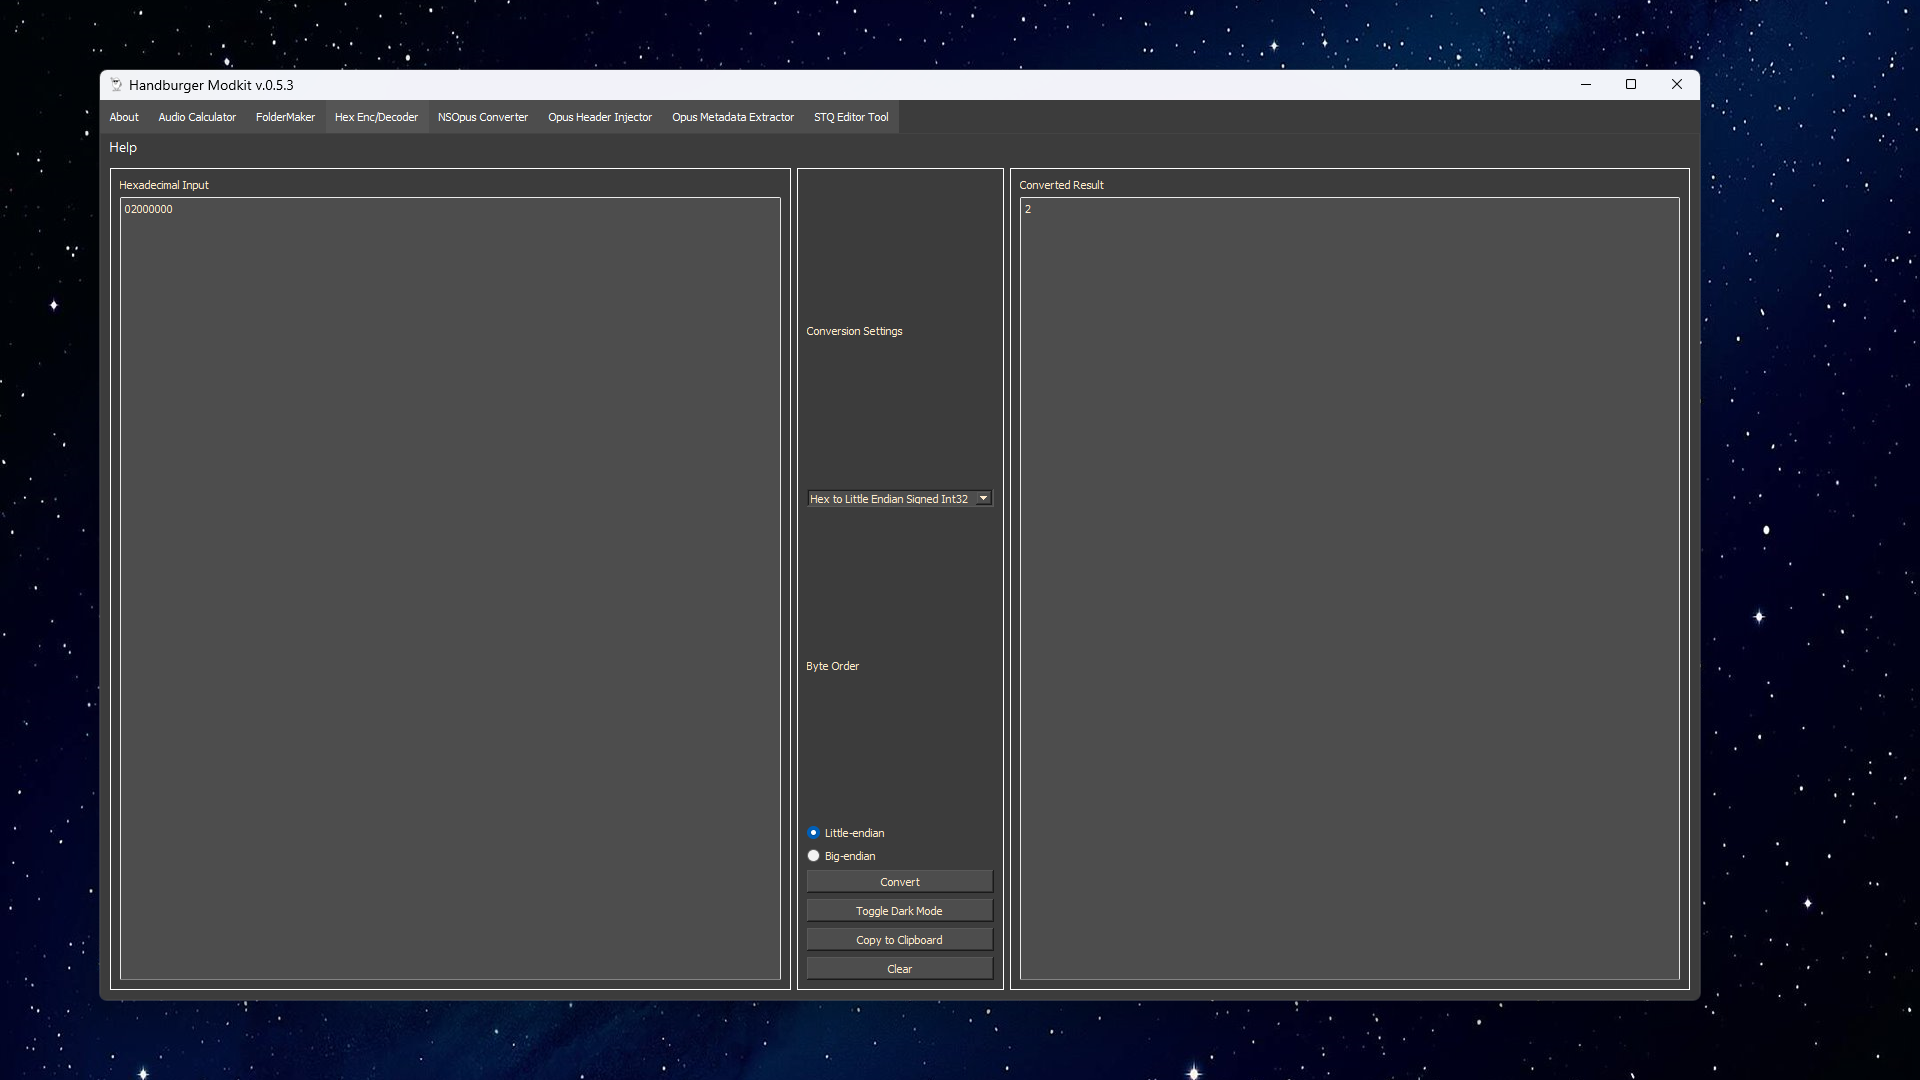 Handburger Modkit v.0.5.3
About Audio Calculator FolderMaker Hex Enc/Decoder NSOpus Converter Opus Header Injector Opus Metadata Extractor STQ Editor Tool
Help
Hexadecimal Input
02000000
Conversion Settings
Hex to Little Endian Signed Int32
Byte Order
Little-endian
Big-endian
Convert
Toggle Dark Mode
Copy to Clipboard
Clear
Converted Result
2